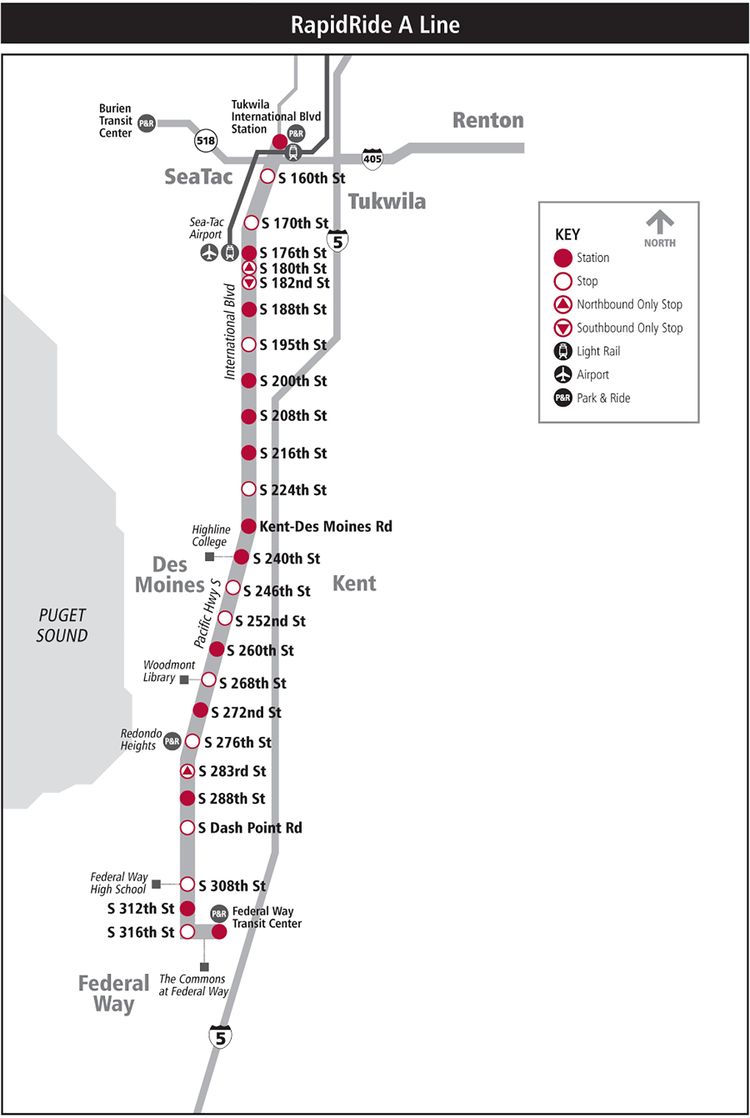 RapidRide A Line
Burien
Transit
Center
P&R
518
Tukwila
International Blvd
Station
P&R
405
Renton
SeaTac
S 160th St
Tukwila
S 170th St
Sea-Tac
Airport
5
S 176th St
S 180th St
S 182nd St
International Blvd
S 188th St
S 195th St
S 200th St
S 208th St
S 216th St
S 224th St
Kent-Des Moines Rd
Highline
College
S 240th St
Des
Moines
Kent
S 246th St
Pacific Hwy S
S 252nd St
PUGET
SOUND
S 260th St
Woodmont
Library
S 268th St
S 272nd St
Redondo
Heights
P&R
S 276th St
S 283rd St
S 288th St
S Dash Point Rd
Federal Way
High School
S 308th St
S 312th St
P&R
Federal Way
Transit Center
S 316th St
The Commons
at Federal Way
Federal
Way
5
KEY
NORTH
Station
Stop
Northbound Only Stop
Southbound Only Stop
Light Rail
Airport
P&R Park & Ride